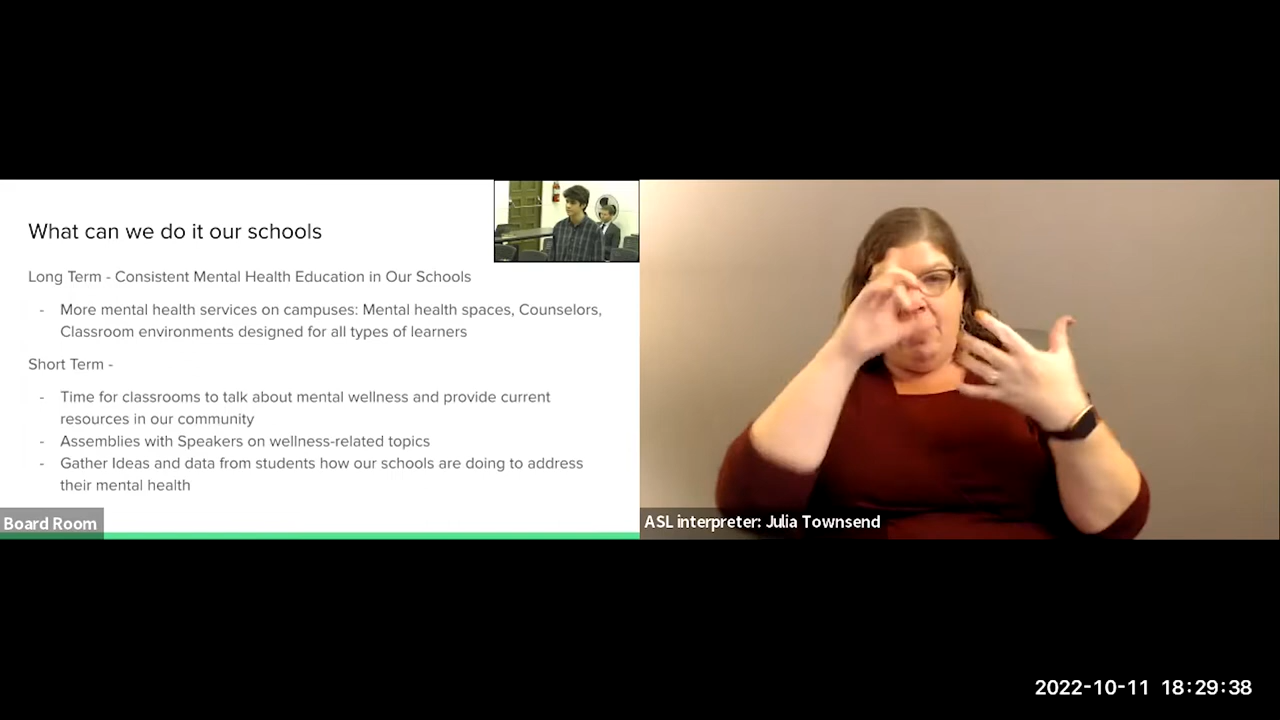 What can we do it our schools
Long Term - Consistent Mental Health Education in Our Schools
- More mental health services on campuses: Mental health spaces, Counselors,
Classroom environments designed for all types of learners
Short Term -
- Time for classrooms to talk about mental wellness and provide current
resources in our community
- Assemblies with Speakers on wellness-related topics
- Gather Ideas and data from students how our schools are doing to address
their mental health
Board Room
ASL interpreter: Julia Townsend
2022-10-11 18:29:38